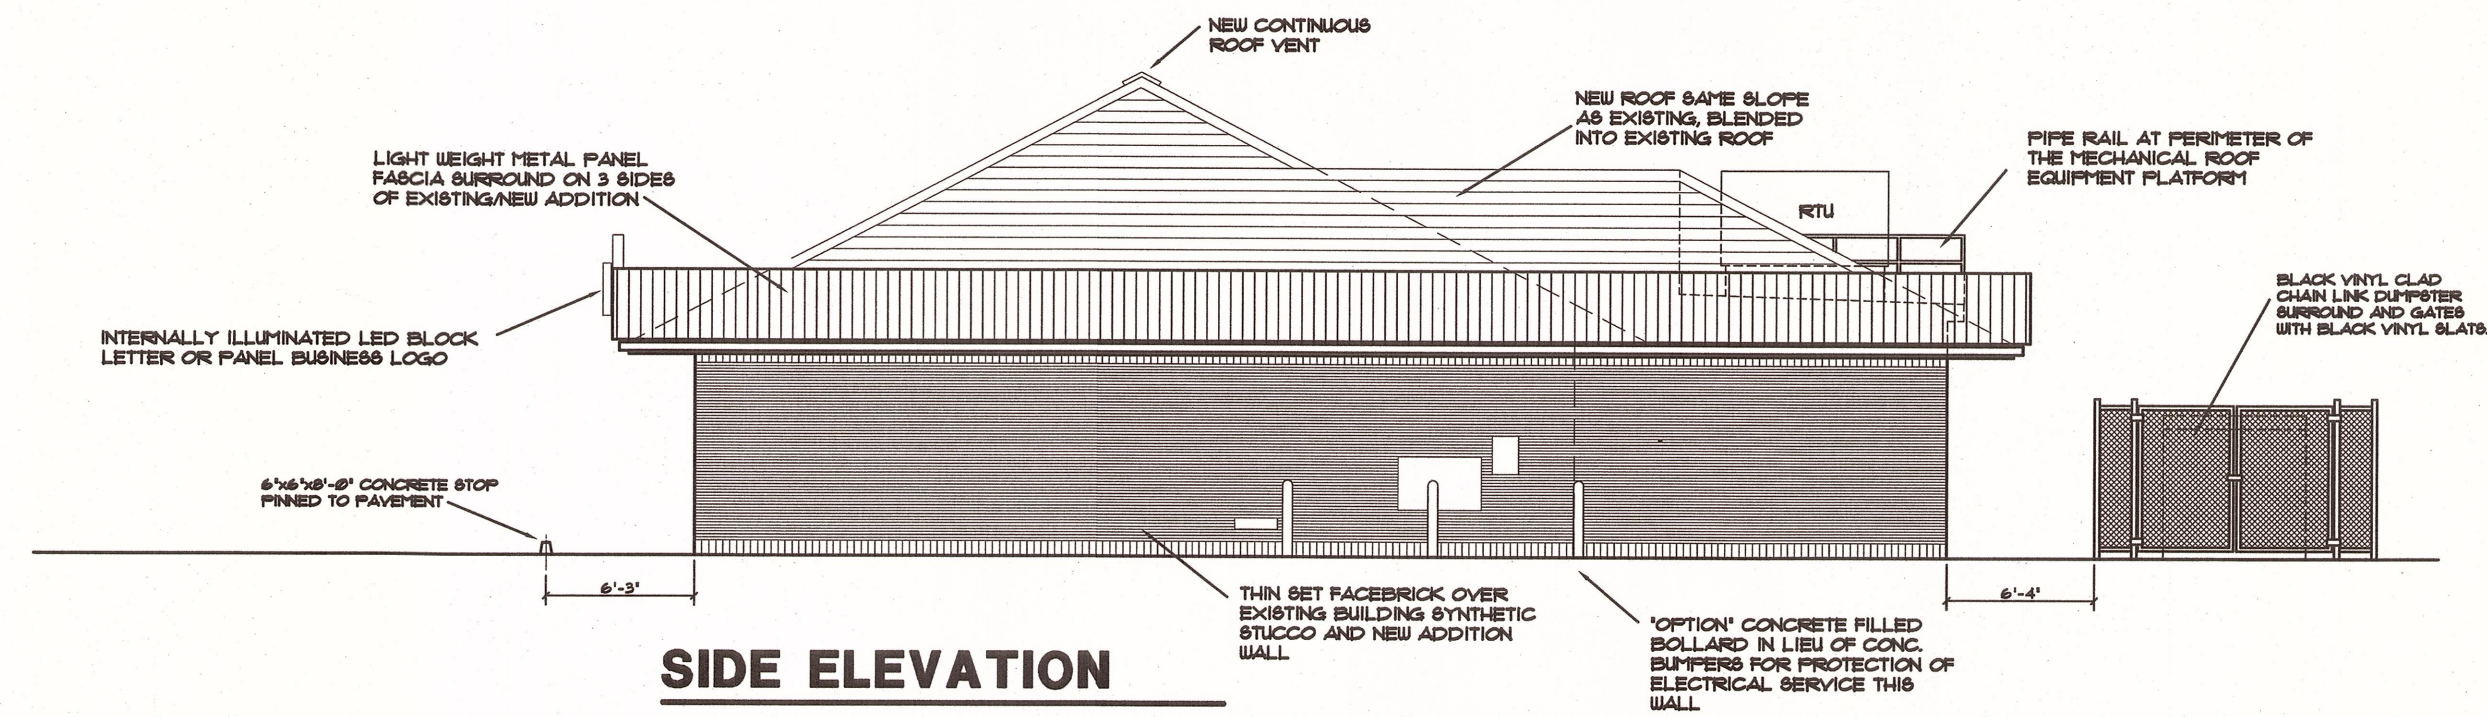 NEW CONTINUOUS
ROOF VENT
NEW ROOF SAME SLOPE
AS EXISTING, BLENDED
INTO EXISTING ROOF
PIPE RAIL AT PERIMETER OF
THE MECHANICAL ROOF
EQUIPMENT PLATFORM
LIGHT WEIGHT METAL PANEL
FASCIA SURROUND ON 3 SIDES
OF EXISTING/NEW ADDITION
RTU
BLACK VINYL CLAD
CHAIN LINK DUMPSTER
SURROUND AND GATES
WITH BLACK VINYL SLATS
INTERNALLY ILLUMINATED LED BLOCK
LETTER OR PANEL BUSINESS LOGO
6"x6"x8'-0" CONCRETE STOP
PINNED TO PAVEMENT
6'-3"
6'-4"
THIN SET FACEBRICK OVER
EXISTING BUILDING SYNTHETIC
STUCCO AND NEW ADDITION
WALL
"OPTION" CONCRETE FILLED
BOLLARD IN LIEU OF CONC.
BUMPERS FOR PROTECTION OF
ELECTRICAL SERVICE THIS
WALL
SIDE ELEVATION